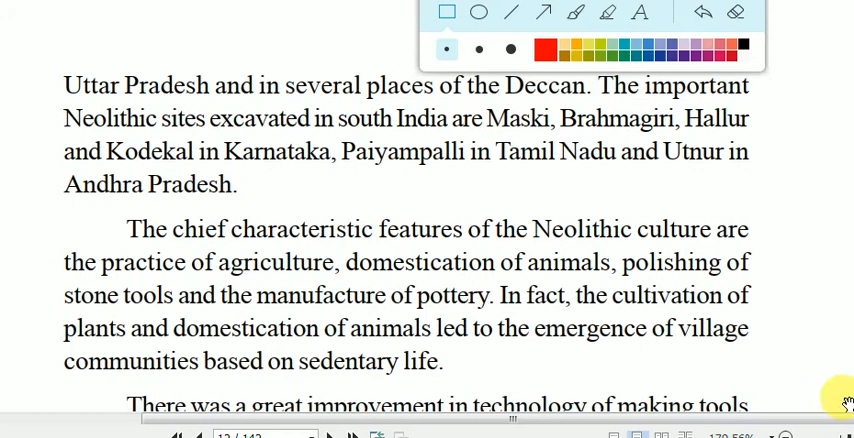 A
Uttar Pradesh and in several places of the Deccan. The important
Neolithic sites excavated in south India are Maski, Brahmagiri, Hallur
and Kodekal in Karnataka, Paiyampalli in Tamil Nadu and Utnur in
Andhra Pradesh.
The chief characteristic features of the Neolithic culture are
the practice of agriculture, domestication of animals, polishing of
stone tools and the manufacture of pottery. In fact, the cultivation of
plants and domestication of animals led to the emergence of village
communities based on sedentary life.
There was a great improvement in technology of making tools
12 / 142 179.56%